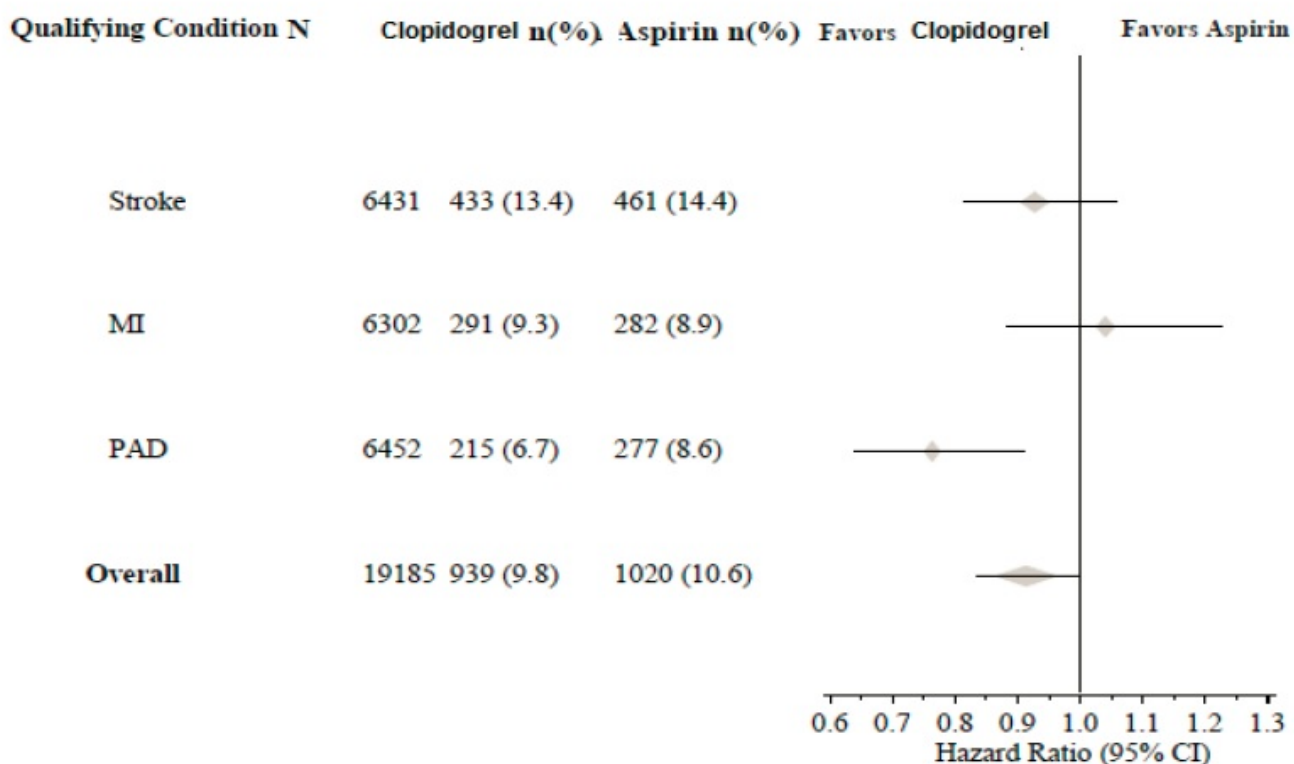 Qualifying Condition N Clopidogrel n(%) Aspirin n(%) Favors Clopidogrel Favors Aspirin
Stroke 6431 433 (13.4) 461 (14.4)
MI 6302 291 (9.3) 282 (8.9)
PAD 6452 215 (6.7) 277 (8.6)
Overall 19185 939 (9.8) 1020 (10.6)
0.6 0.7 0.8 0.9 1.0 1.1 1.2 1.3
Hazard Ratio (95% CI)